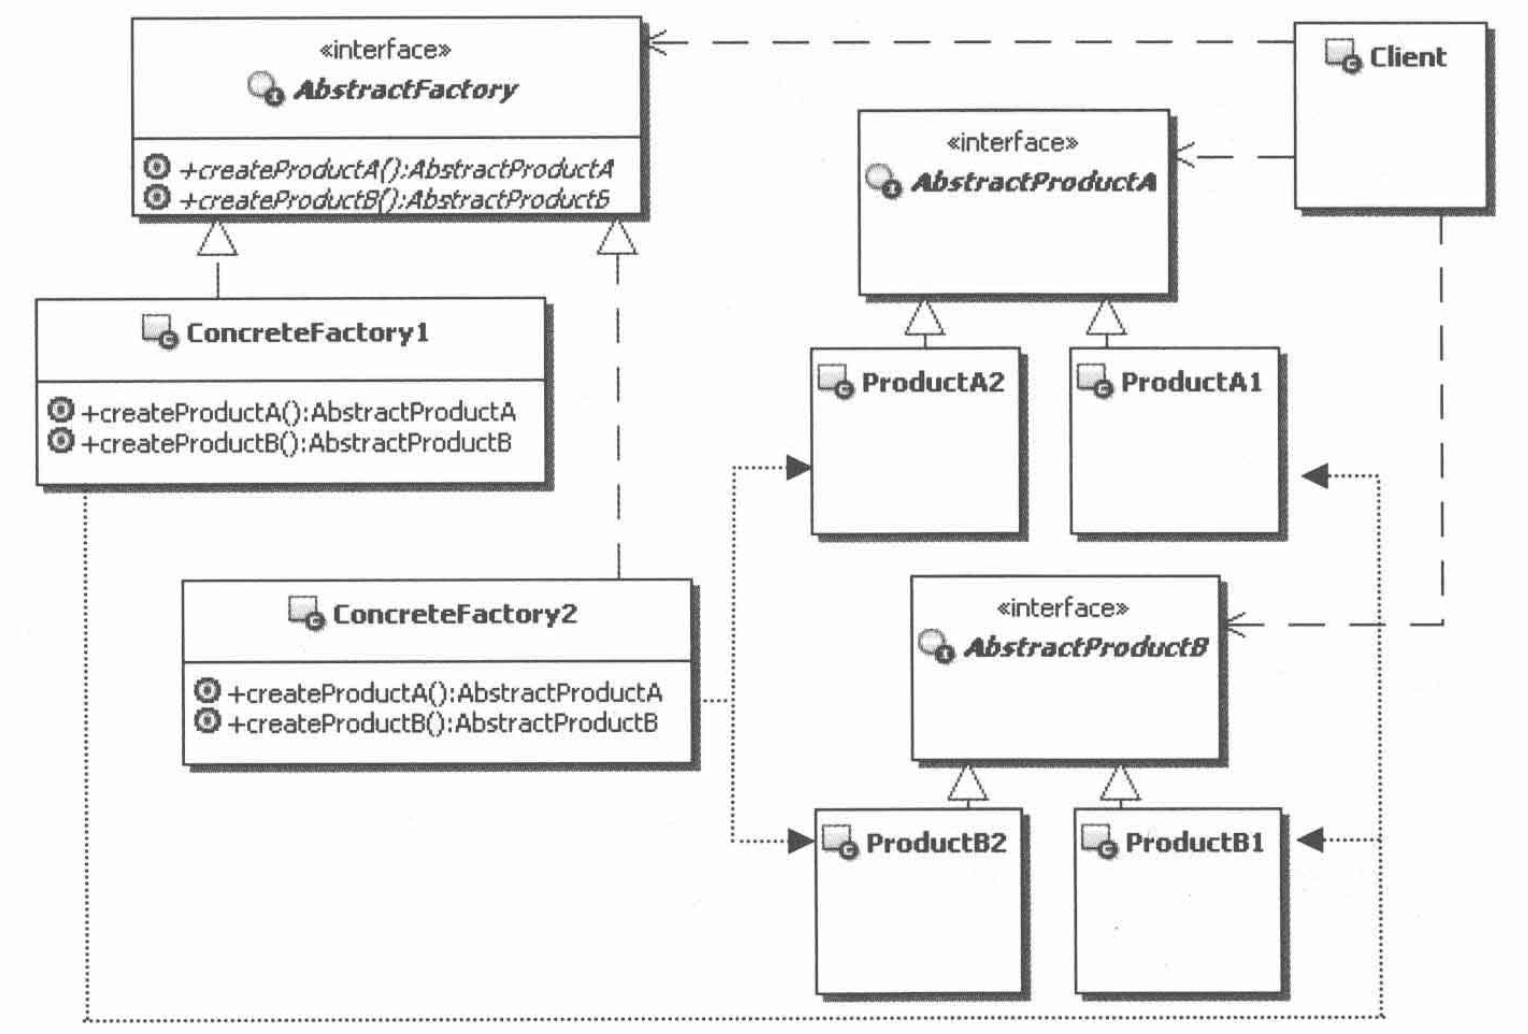 «interface»
AbstractFactory
+createProductA():AbstractProductA
+createProductB():AbstractProductB
Client
«interface»
AbstractProductA
ConcreteFactory1
+createProductA():AbstractProductA
+createProductB():AbstractProductB
ProductA2
ProductA1
ConcreteFactory2
+createProductA():AbstractProductA
+createProductB():AbstractProductB
«interface»
AbstractProductB
ProductB2
ProductB1